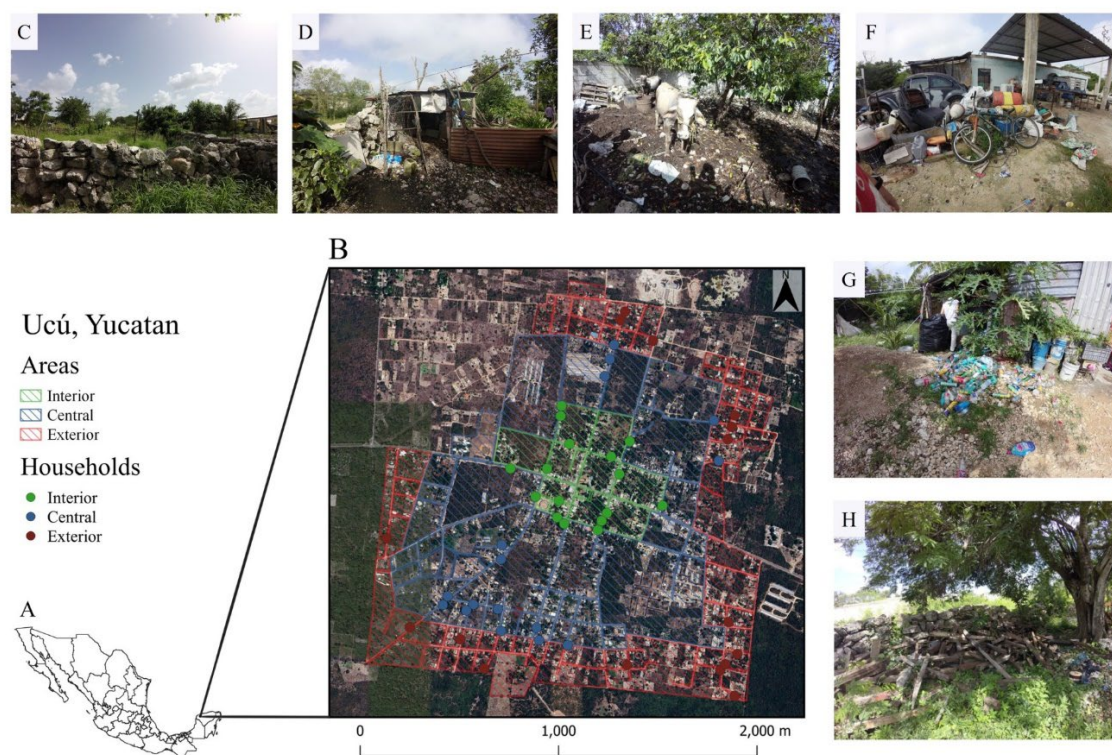 C
D
E
F
B
N
G
Ucú, Yucatan
Areas
Interior
Central
Exterior
Households
Interior
Central
Exterior
H
A
0
1,000
2,000 m